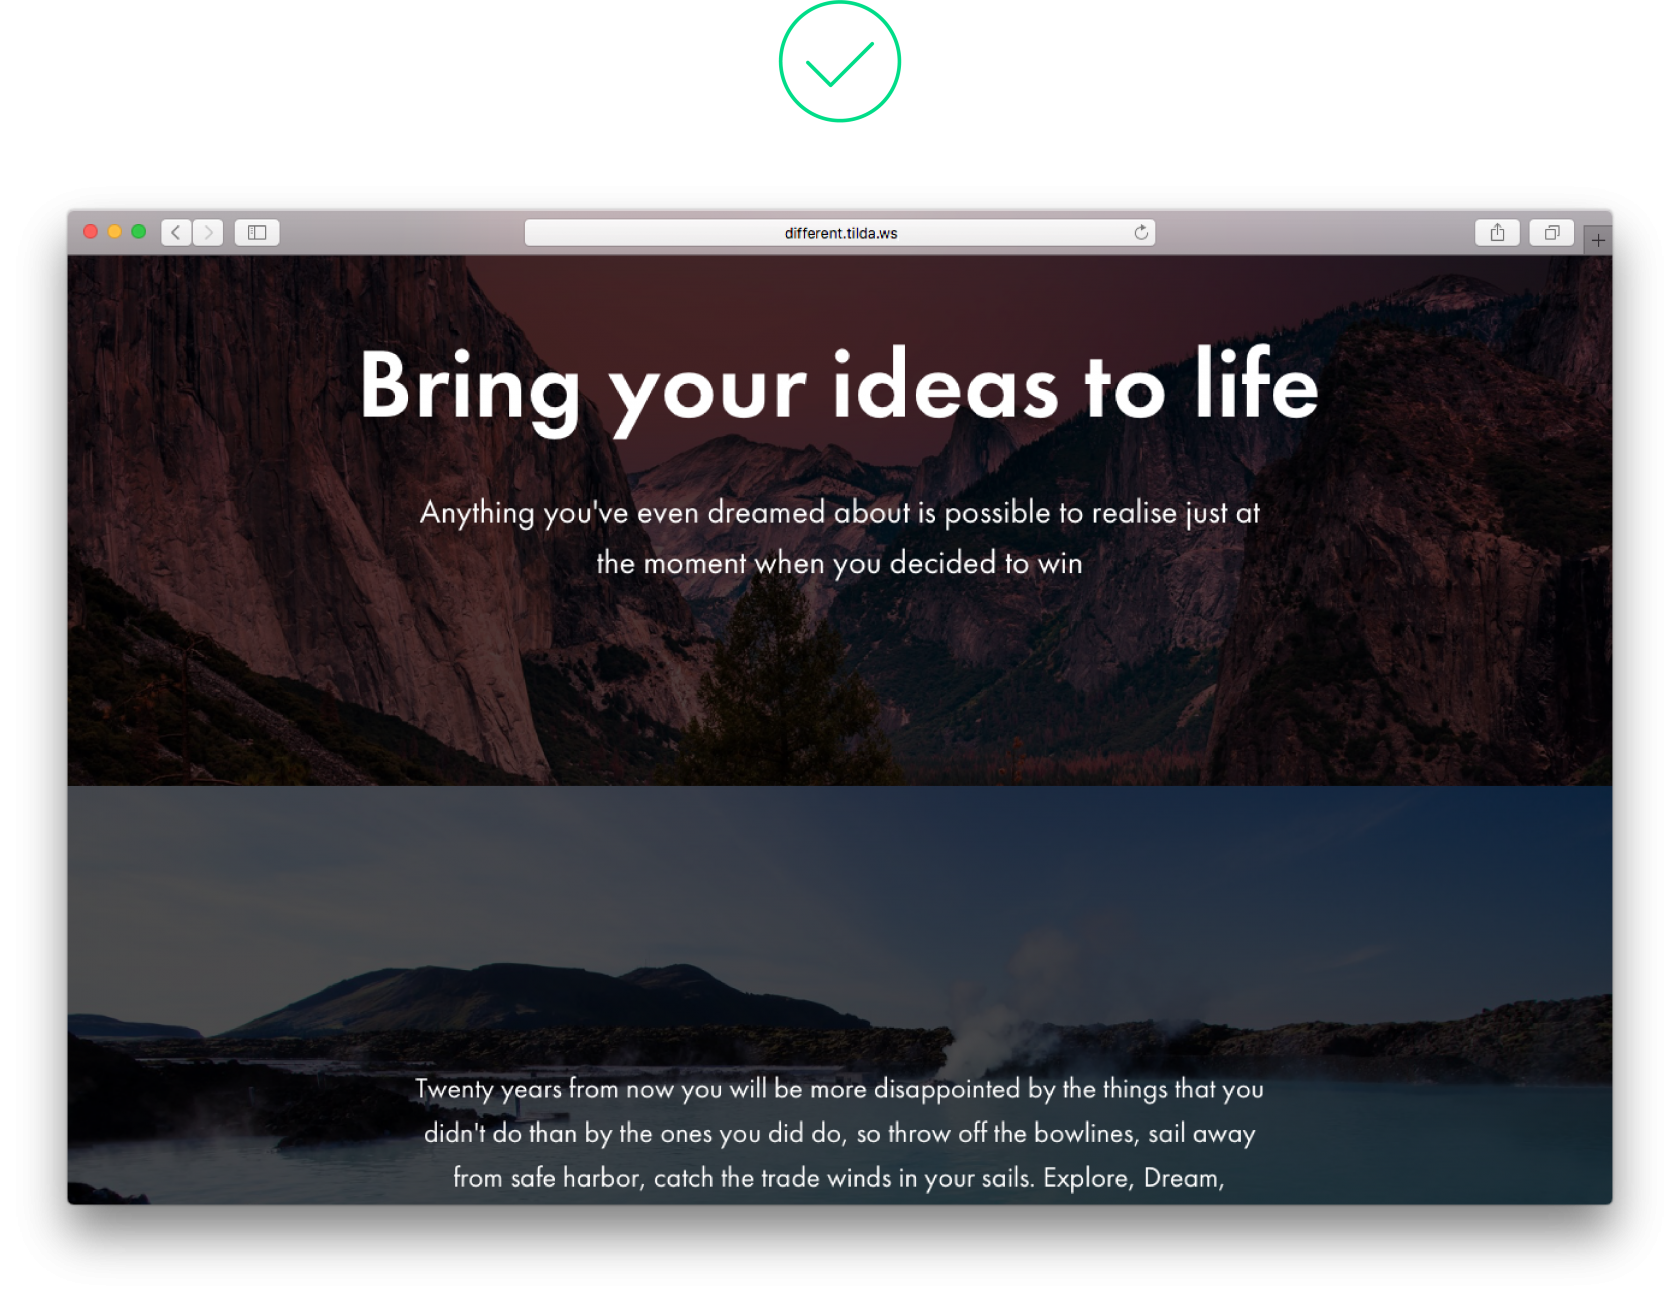 different.tilda.ws
Bring your ideas to life
Anything you've even dreamed about is possible to realise just at
the moment when you decided to win
Twenty years from now you will be more disappointed by the things that you
didn't do than by the ones you did do, so throw off the bowlines, sail away
from safe harbor, catch the trade winds in your sails. Explore, Dream,